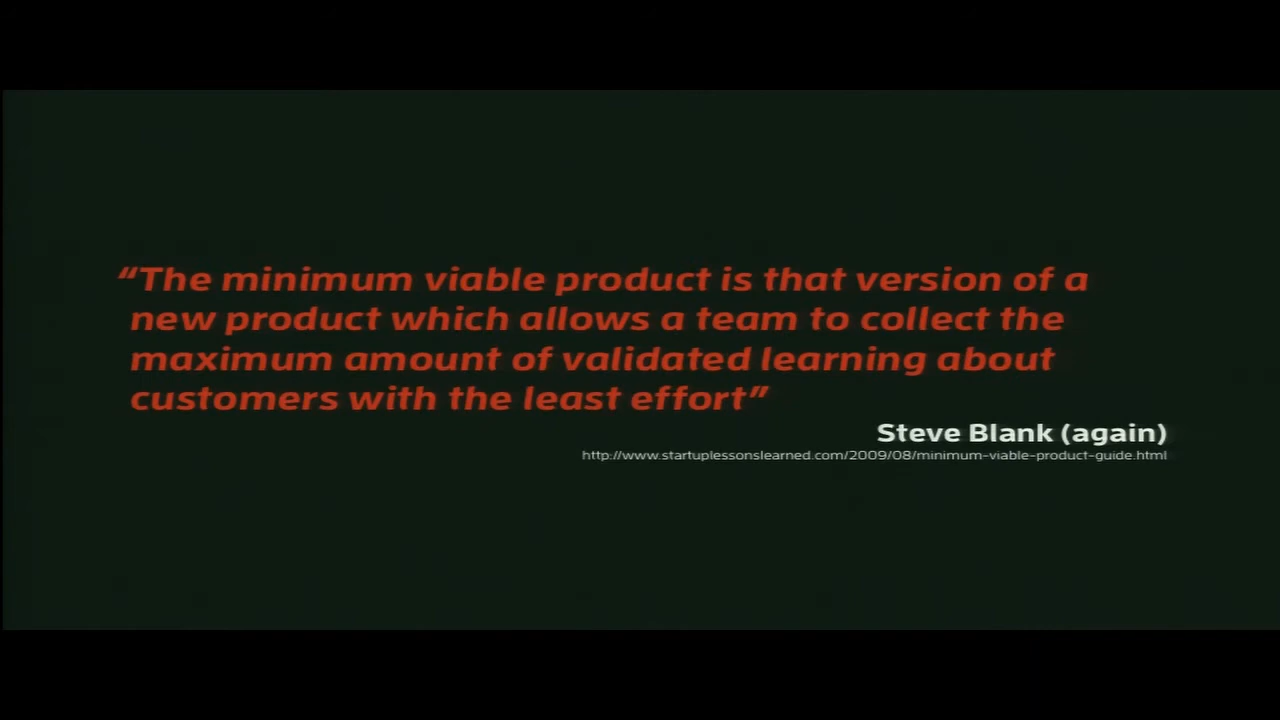 “The minimum viable product is that version of a
new product which allows a team to collect the
maximum amount of validated learning about
customers with the least effort”
Steve Blank (again)
http://www.startuplessonslearned.com/2009/08/minimum-viable-product-guide.html